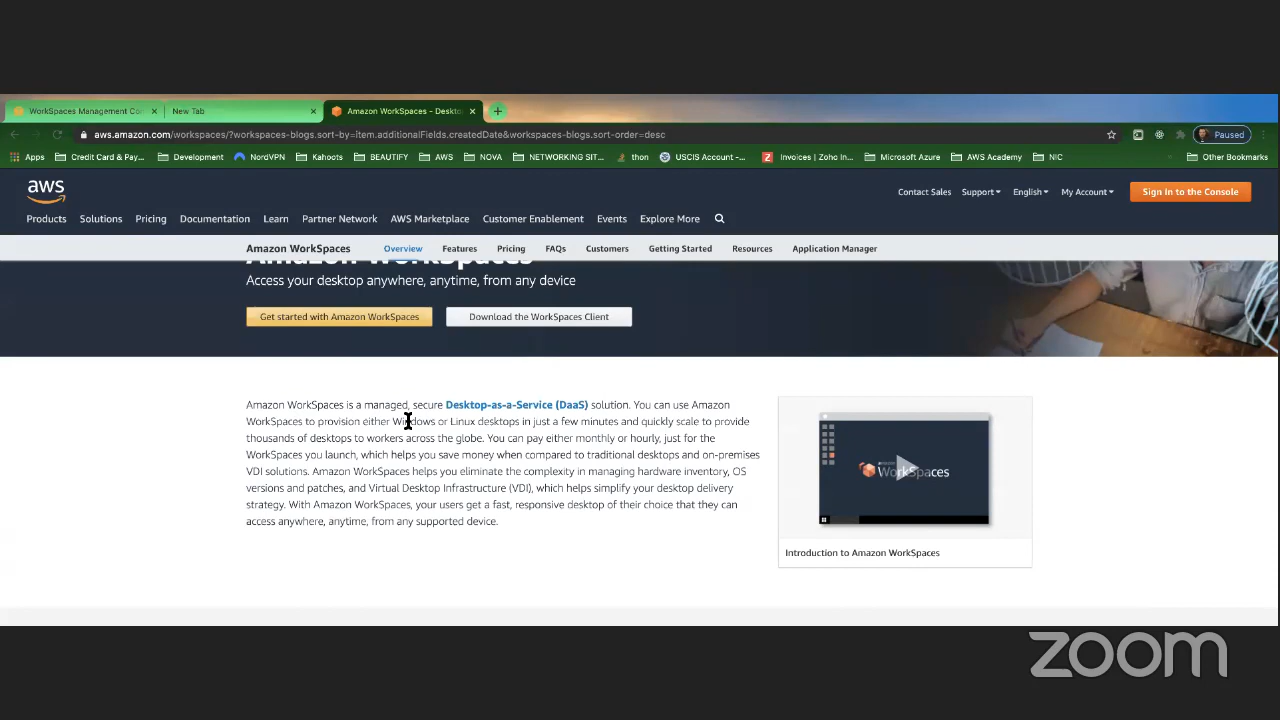 WorkSpaces Management Co
New Tab
Amazon WorkSpaces - Deskto
aws.amazon.com/workspaces/?workspaces-blogs.sort-by=item.additionalFields.createdDate&workspaces-blogs.sort-order=desc
Paused
Apps
Credit Card & Pay...
Development
NordVPN
Kahoots
BEAUTIFY
AWS
NOVA
NETWORKING SIT...
thon
USCIS Account -...
Invoices | Zoho In...
Microsoft Azure
AWS Academy
NIC
Other Bookmarks
aws
Contact Sales
Support
English
My Account
Sign In to the Console
Products
Solutions
Pricing
Documentation
Learn
Partner Network
AWS Marketplace
Customer Enablement
Events
Explore More
Amazon WorkSpaces
Overview
Features
Pricing
FAQs
Customers
Getting Started
Resources
Application Manager
Amazon WorkSpaces
Access your desktop anywhere, anytime, from any device
Get started with Amazon WorkSpaces
Download the WorkSpaces Client
Amazon WorkSpaces is a managed, secure Desktop-as-a-Service (DaaS) solution. You can use Amazon
WorkSpaces to provision either Windows or Linux desktops in just a few minutes and quickly scale to provide
thousands of desktops to workers across the globe. You can pay either monthly or hourly, just for the
WorkSpaces you launch, which helps you save money when compared to traditional desktops and on-premises
VDI solutions. Amazon WorkSpaces helps you eliminate the complexity in managing hardware inventory, OS
versions and patches, and Virtual Desktop Infrastructure (VDI), which helps simplify your desktop delivery
strategy. With Amazon WorkSpaces, your users get a fast, responsive desktop of their choice that they can
access anywhere, anytime, from any supported device.
WorkSpaces
Introduction to Amazon WorkSpaces
zoom